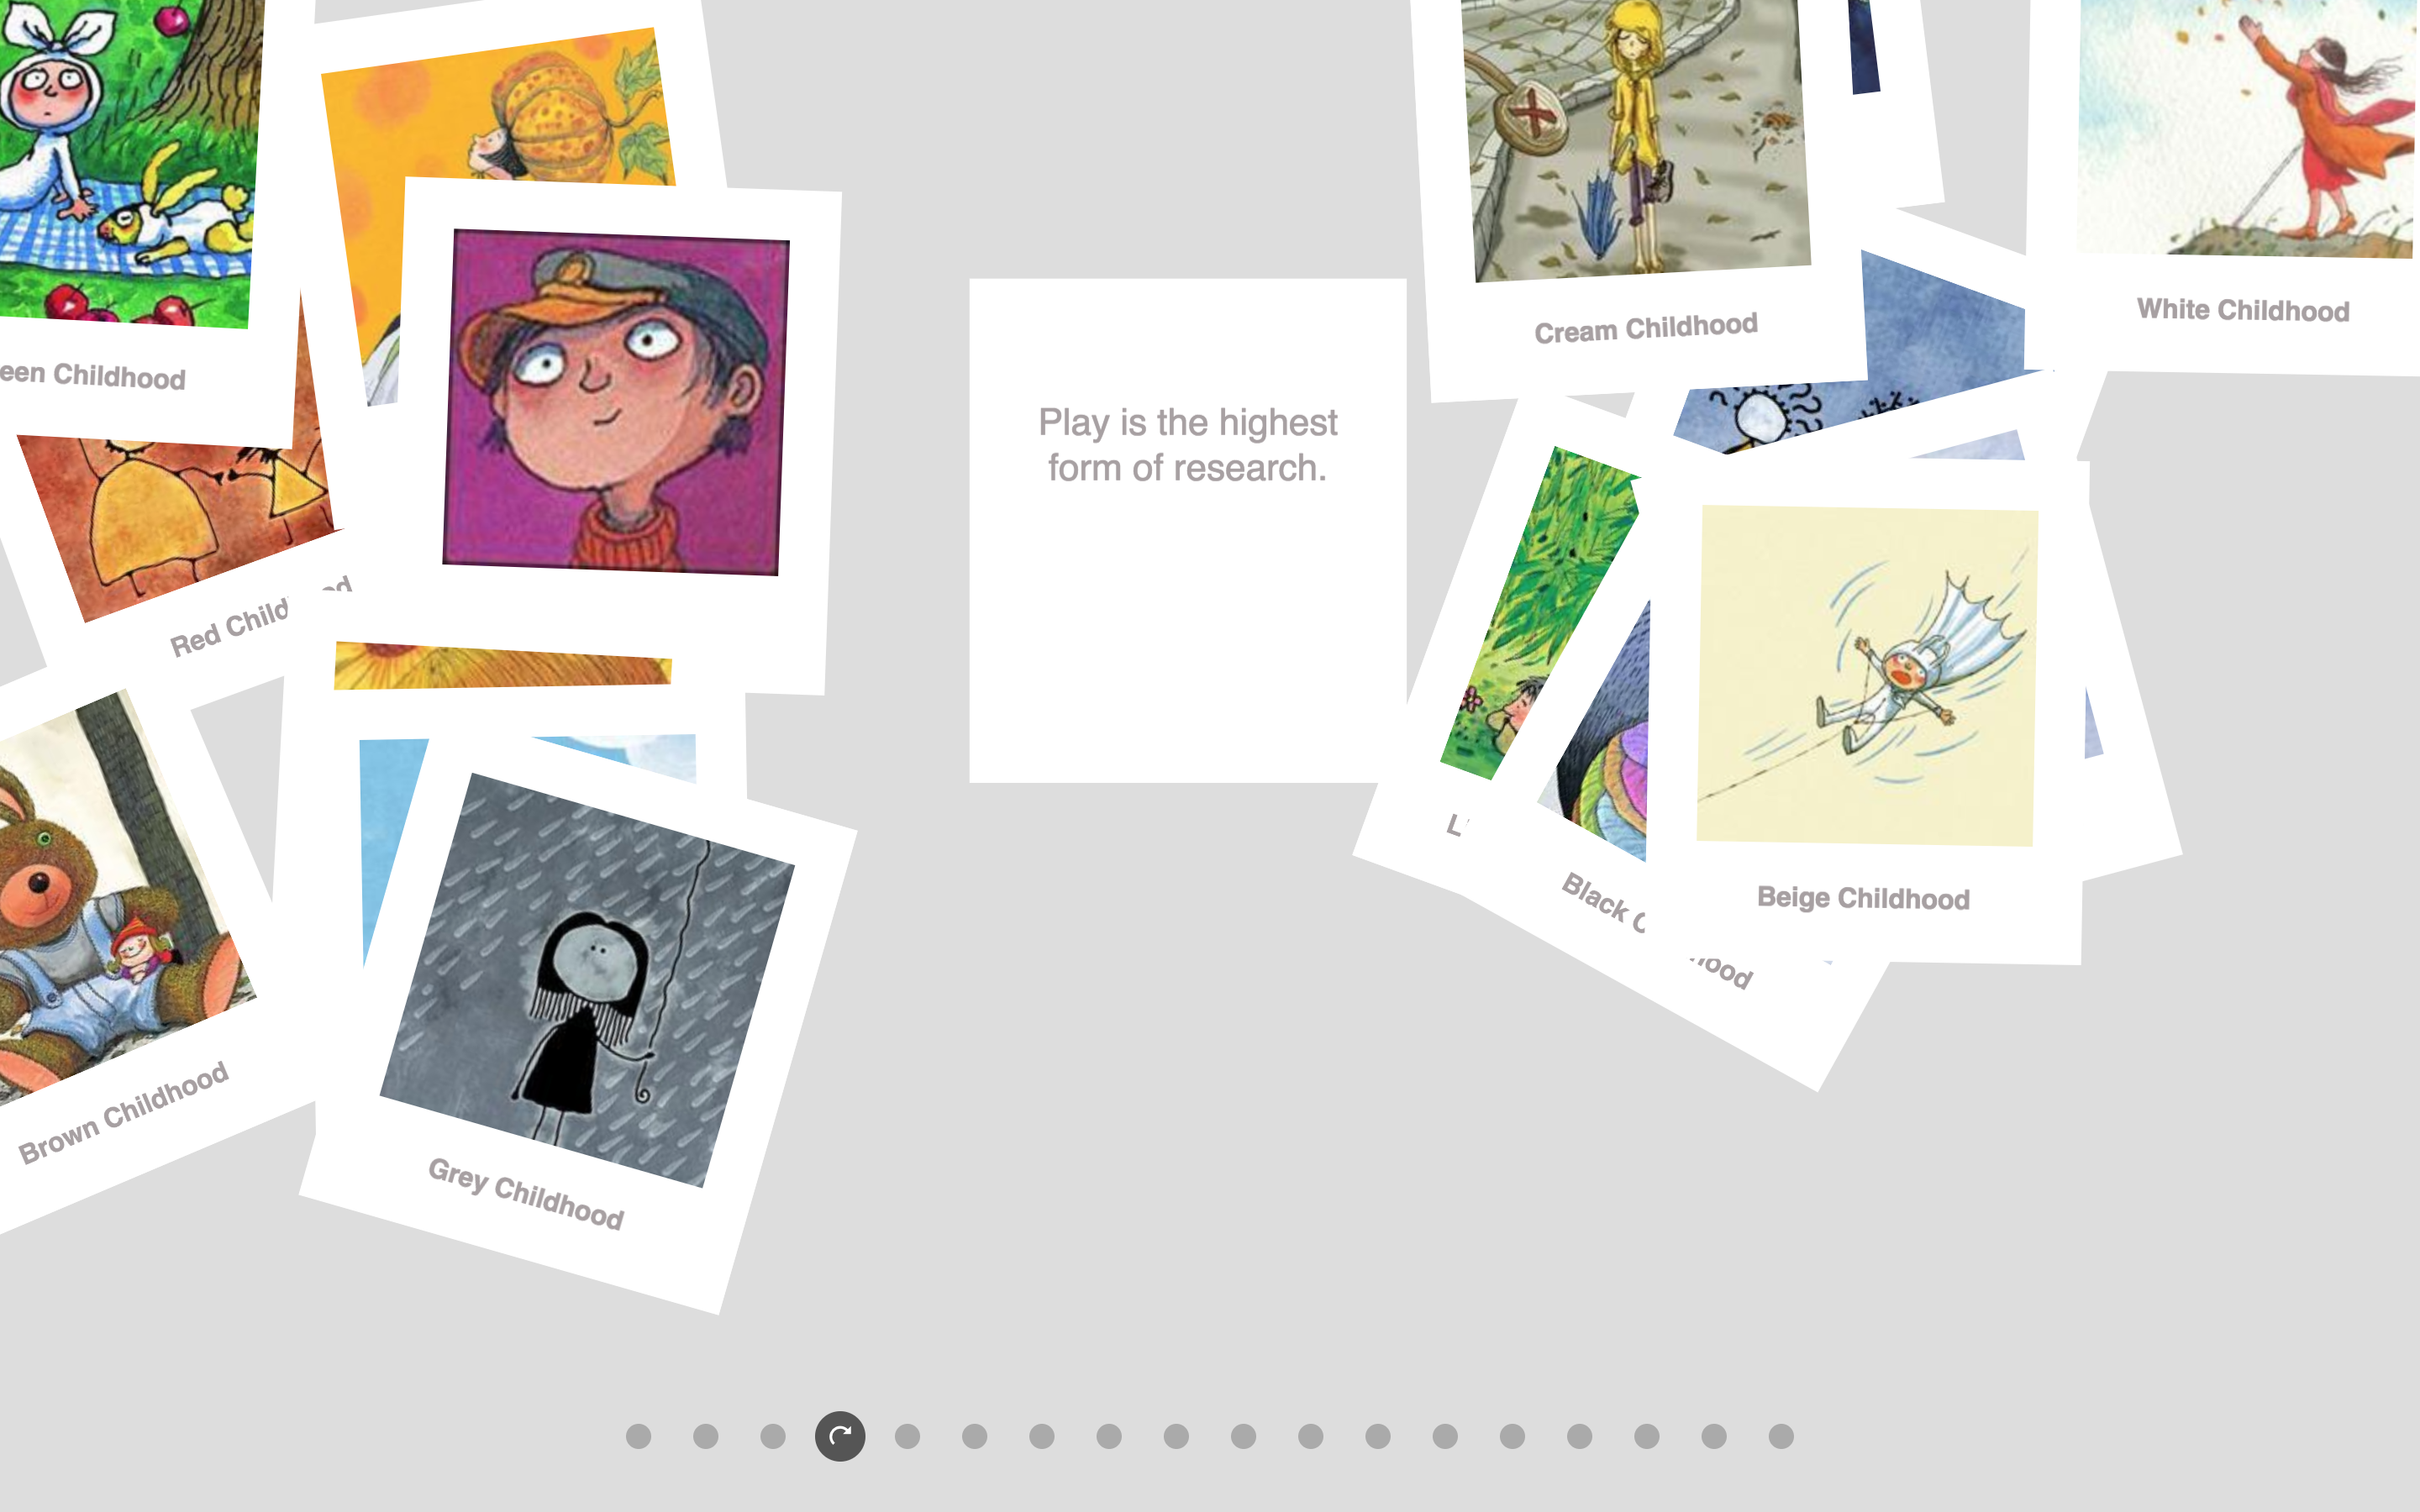 een Childhood
Red Child
Brown Childhood
Grey Childhood
Play is the highest
form of research.
Cream Childhood
White Childhood
Black C
hood
Beige Childhood